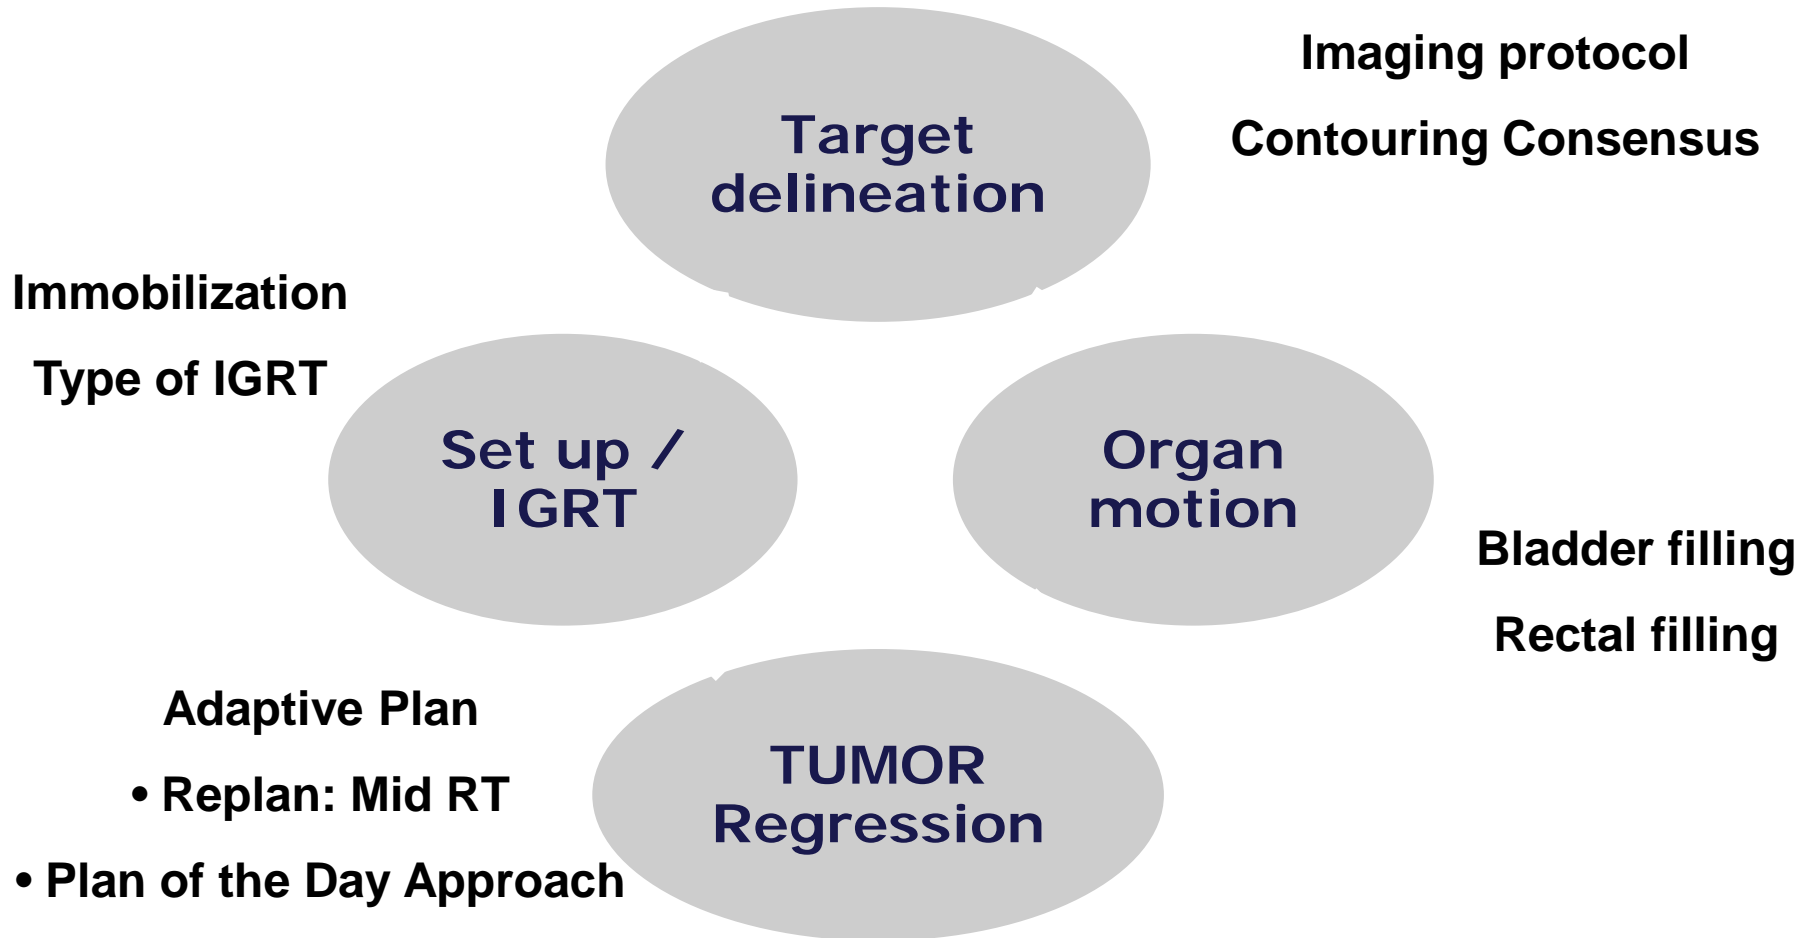 Imaging protocol
Contouring Consensus
Target
delineation
Immobilization
Type of IGRT
Set up /
IGRT
Organ
motion
Bladder filling
Rectal filling
Adaptive Plan
• Replan: Mid RT
• Plan of the Day Approach
TUMOR
Regression